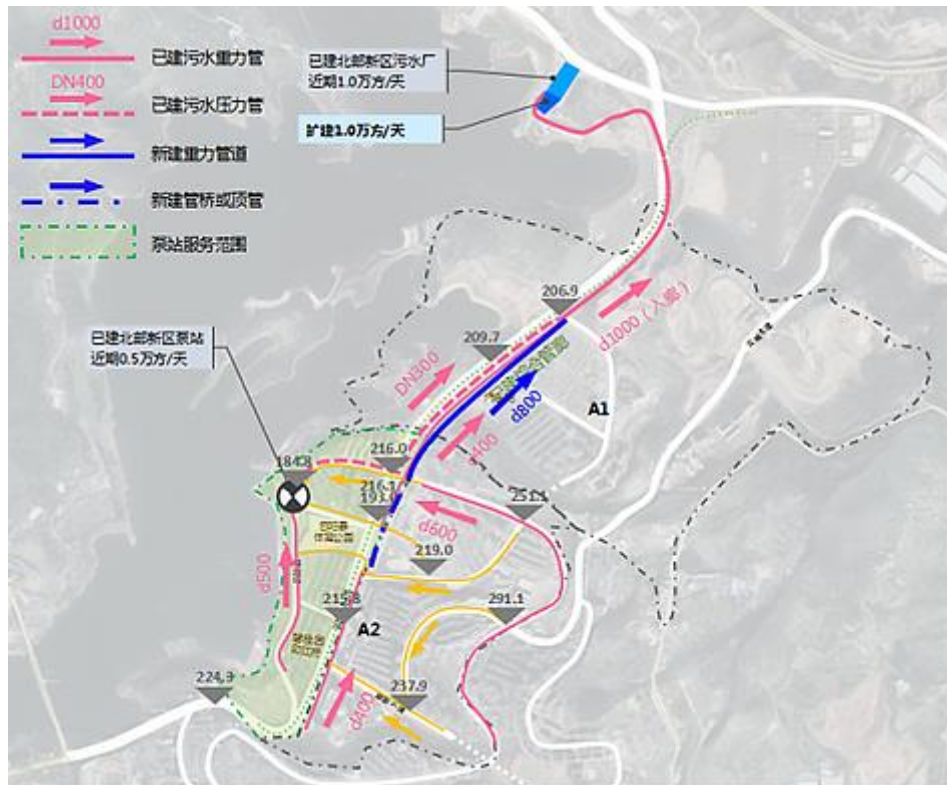 d1000
已建污水重力管
DN400
已建污水压力管
新建重力管道
新建管桥或顶管
泵站服务范围
已建北部新区污水厂
近期1.0万方/天
扩建1.0万方/天
206.9
d1000（入廊）
209.7
已建北部新区泵站
近期0.5万方/天
DN300
d800
A1
d400
216.0
184.8
216.1
251.1
d600
219.0
d500
215.8
291.1
A2
224.3
237.9
d400